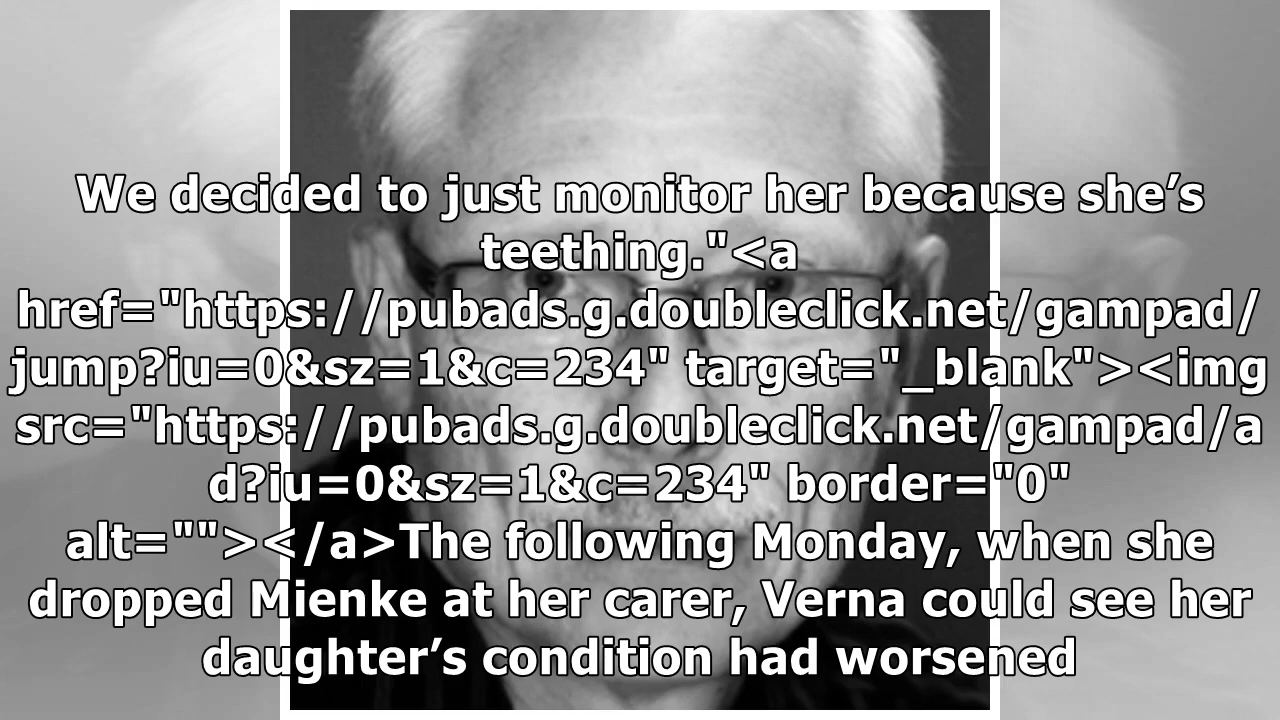 We decided to just monitor her because she’s
teething."<a
href="https://pubads.g.doubleclick.net/gampad/
jump?iu=0&sz=1&c=234" target="_blank"><img
src="https://pubads.g.doubleclick.net/gampad/a
d?iu=0&sz=1&c=234" border="0"
alt=""></a>The following Monday, when she
dropped Mienke at her carer, Verna could see her
daughter’s condition had worsened